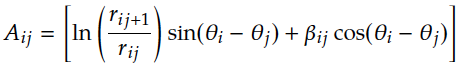 A_{ij} = \left[ \ln \left( \frac{r_{ij+1}}{r_{ij}} \right) \sin(\theta_i - \theta_j) + \beta_{ij} \cos(\theta_i - \theta_j) \right]